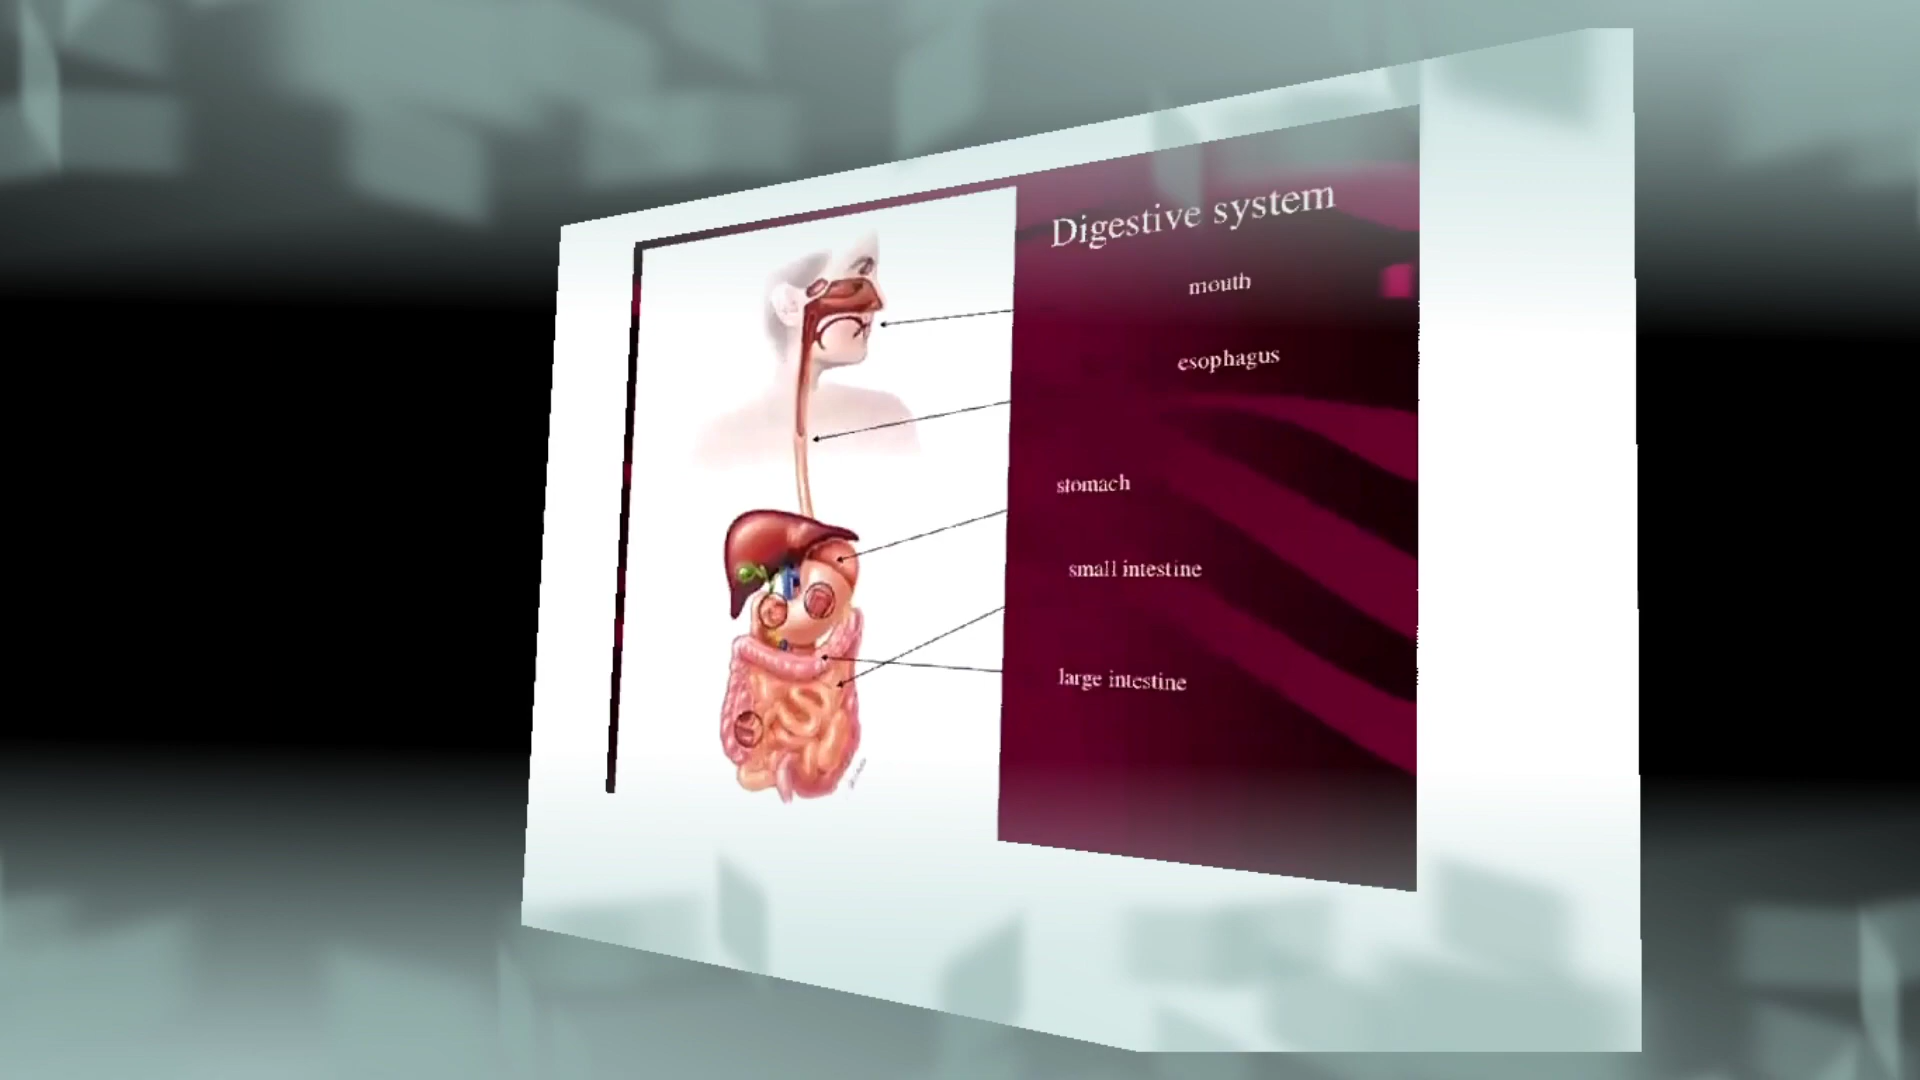 Digestive system
mouth
esophagus
stomach
small intestine
large intestine